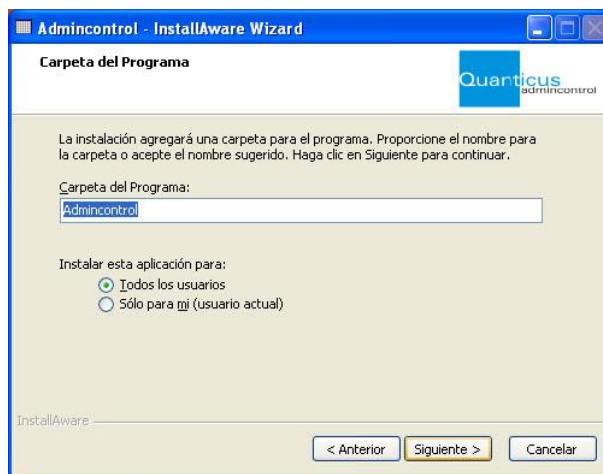 Admincontrol - InstallAware Wizard
Carpeta del Programa
Quanticus
admincontrol
La instalación agregará una carpeta para el programa. Proporcione el nombre para
la carpeta o acepte el nombre sugerido. Haga clic en Siguiente para continuar.
Carpeta del Programa:
Admincontrol
Instalar esta aplicación para:
Todos los usuarios
Sólo para mi (usuario actual)
InstallAware
< Anterior Siguiente > Cancelar